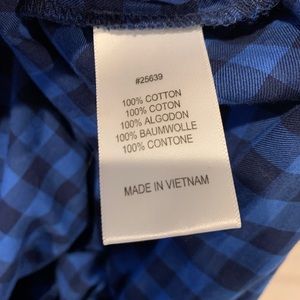 #25639
100% COTTON
100% COTON
100% ALGODON
100% BAUMWOLLE
100% CONTONE
MADE IN VIETNAM